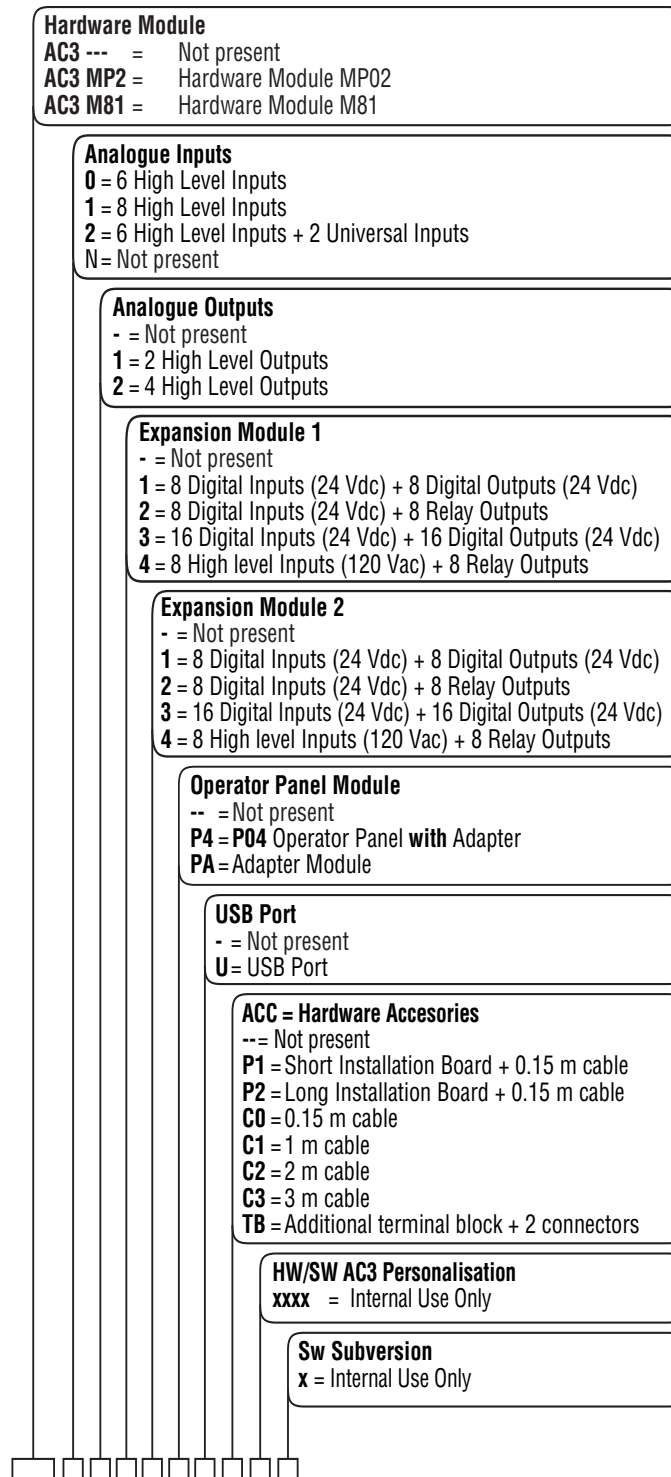 Hardware Module
AC3 --- = Not present
AC3 MP2 = Hardware Module MP02
AC3 M81 = Hardware Module M81
Analogue Inputs
0 = 6 High Level Inputs
1 = 8 High Level Inputs
2 = 6 High Level Inputs + 2 Universal Inputs
N = Not present
Analogue Outputs
- = Not present
1 = 2 High Level Outputs
2 = 4 High Level Outputs
Expansion Module 1
- = Not present
1 = 8 Digital Inputs (24 Vdc) + 8 Digital Outputs (24 Vdc)
2 = 8 Digital Inputs (24 Vdc) + 8 Relay Outputs
3 = 16 Digital Inputs (24 Vdc) + 16 Digital Outputs (24 Vdc)
4 = 8 High level Inputs (120 Vac) + 8 Relay Outputs
Expansion Module 2
- = Not present
1 = 8 Digital Inputs (24 Vdc) + 8 Digital Outputs (24 Vdc)
2 = 8 Digital Inputs (24 Vdc) + 8 Relay Outputs
3 = 16 Digital Inputs (24 Vdc) + 16 Digital Outputs (24 Vdc)
4 = 8 High level Inputs (120 Vac) + 8 Relay Outputs
Operator Panel Module
-- = Not present
P4 = P04 Operator Panel with Adapter
PA = Adapter Module
USB Port
- = Not present
U = USB Port
ACC = Hardware Accesories
-- = Not present
P1 = Short Installation Board + 0.15 m cable
P2 = Long Installation Board + 0.15 m cable
C0 = 0.15 m cable
C1 = 1 m cable
C2 = 2 m cable
C3 = 3 m cable
TB = Additional terminal block + 2 connectors
HW/SW AC3 Personalisation
xxxx = Internal Use Only
Sw Subversion
x = Internal Use Only